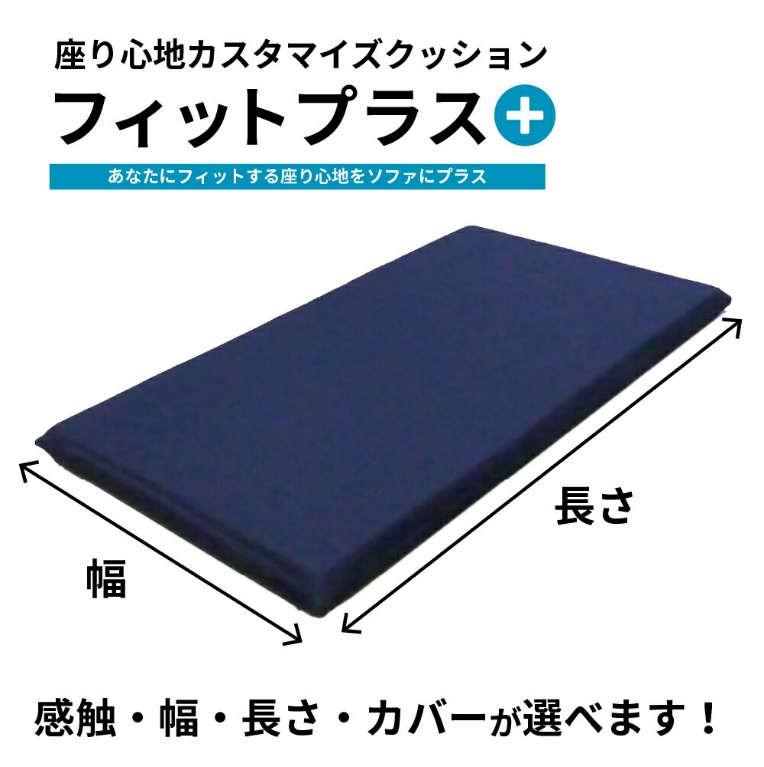 座り心地カスタマイズクッション
フィットプラス+
あなたにフィットする座り心地をソファにプラス
長さ
幅
感触・幅・長さ・カバーが選べます！